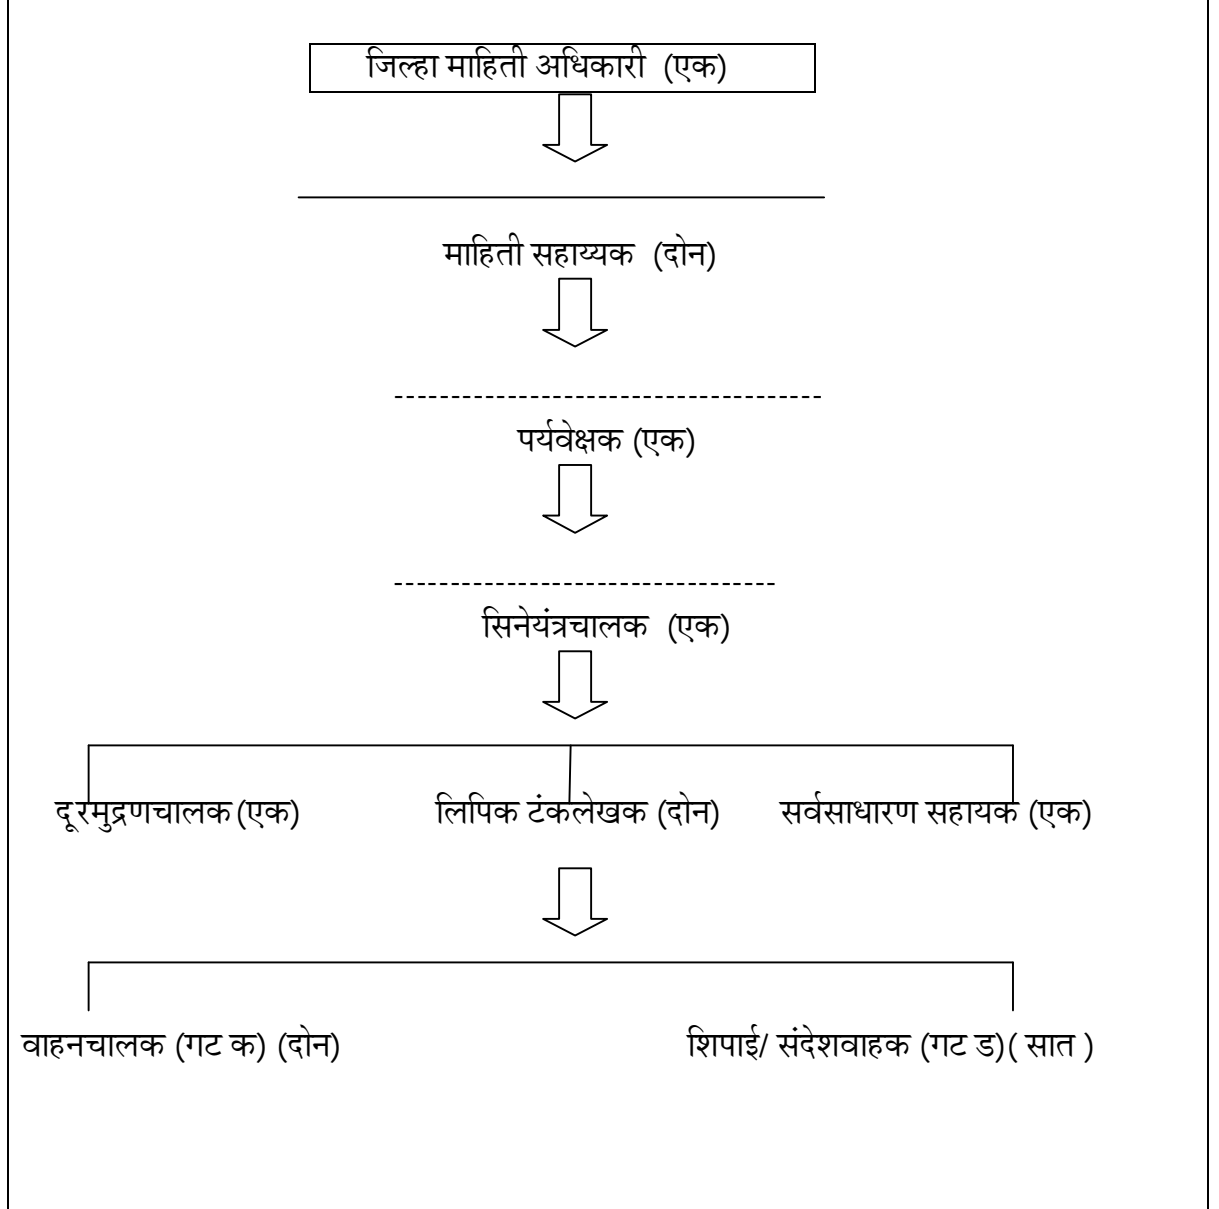 जिल्हा माहिती अधिकारी (एक)
माहिती सहाय्यक (दोन)
पर्यवेक्षक (एक)
सिनेयंत्रचालक (एक)
दूरमुद्रणचालक (एक) लिपिक टंकलेखक (दोन) सर्वसाधारण सहायक (एक)
वाहनचालक (गट क) (दोन) शिपाई/ संदेशवाहक (गट ड)( सात )